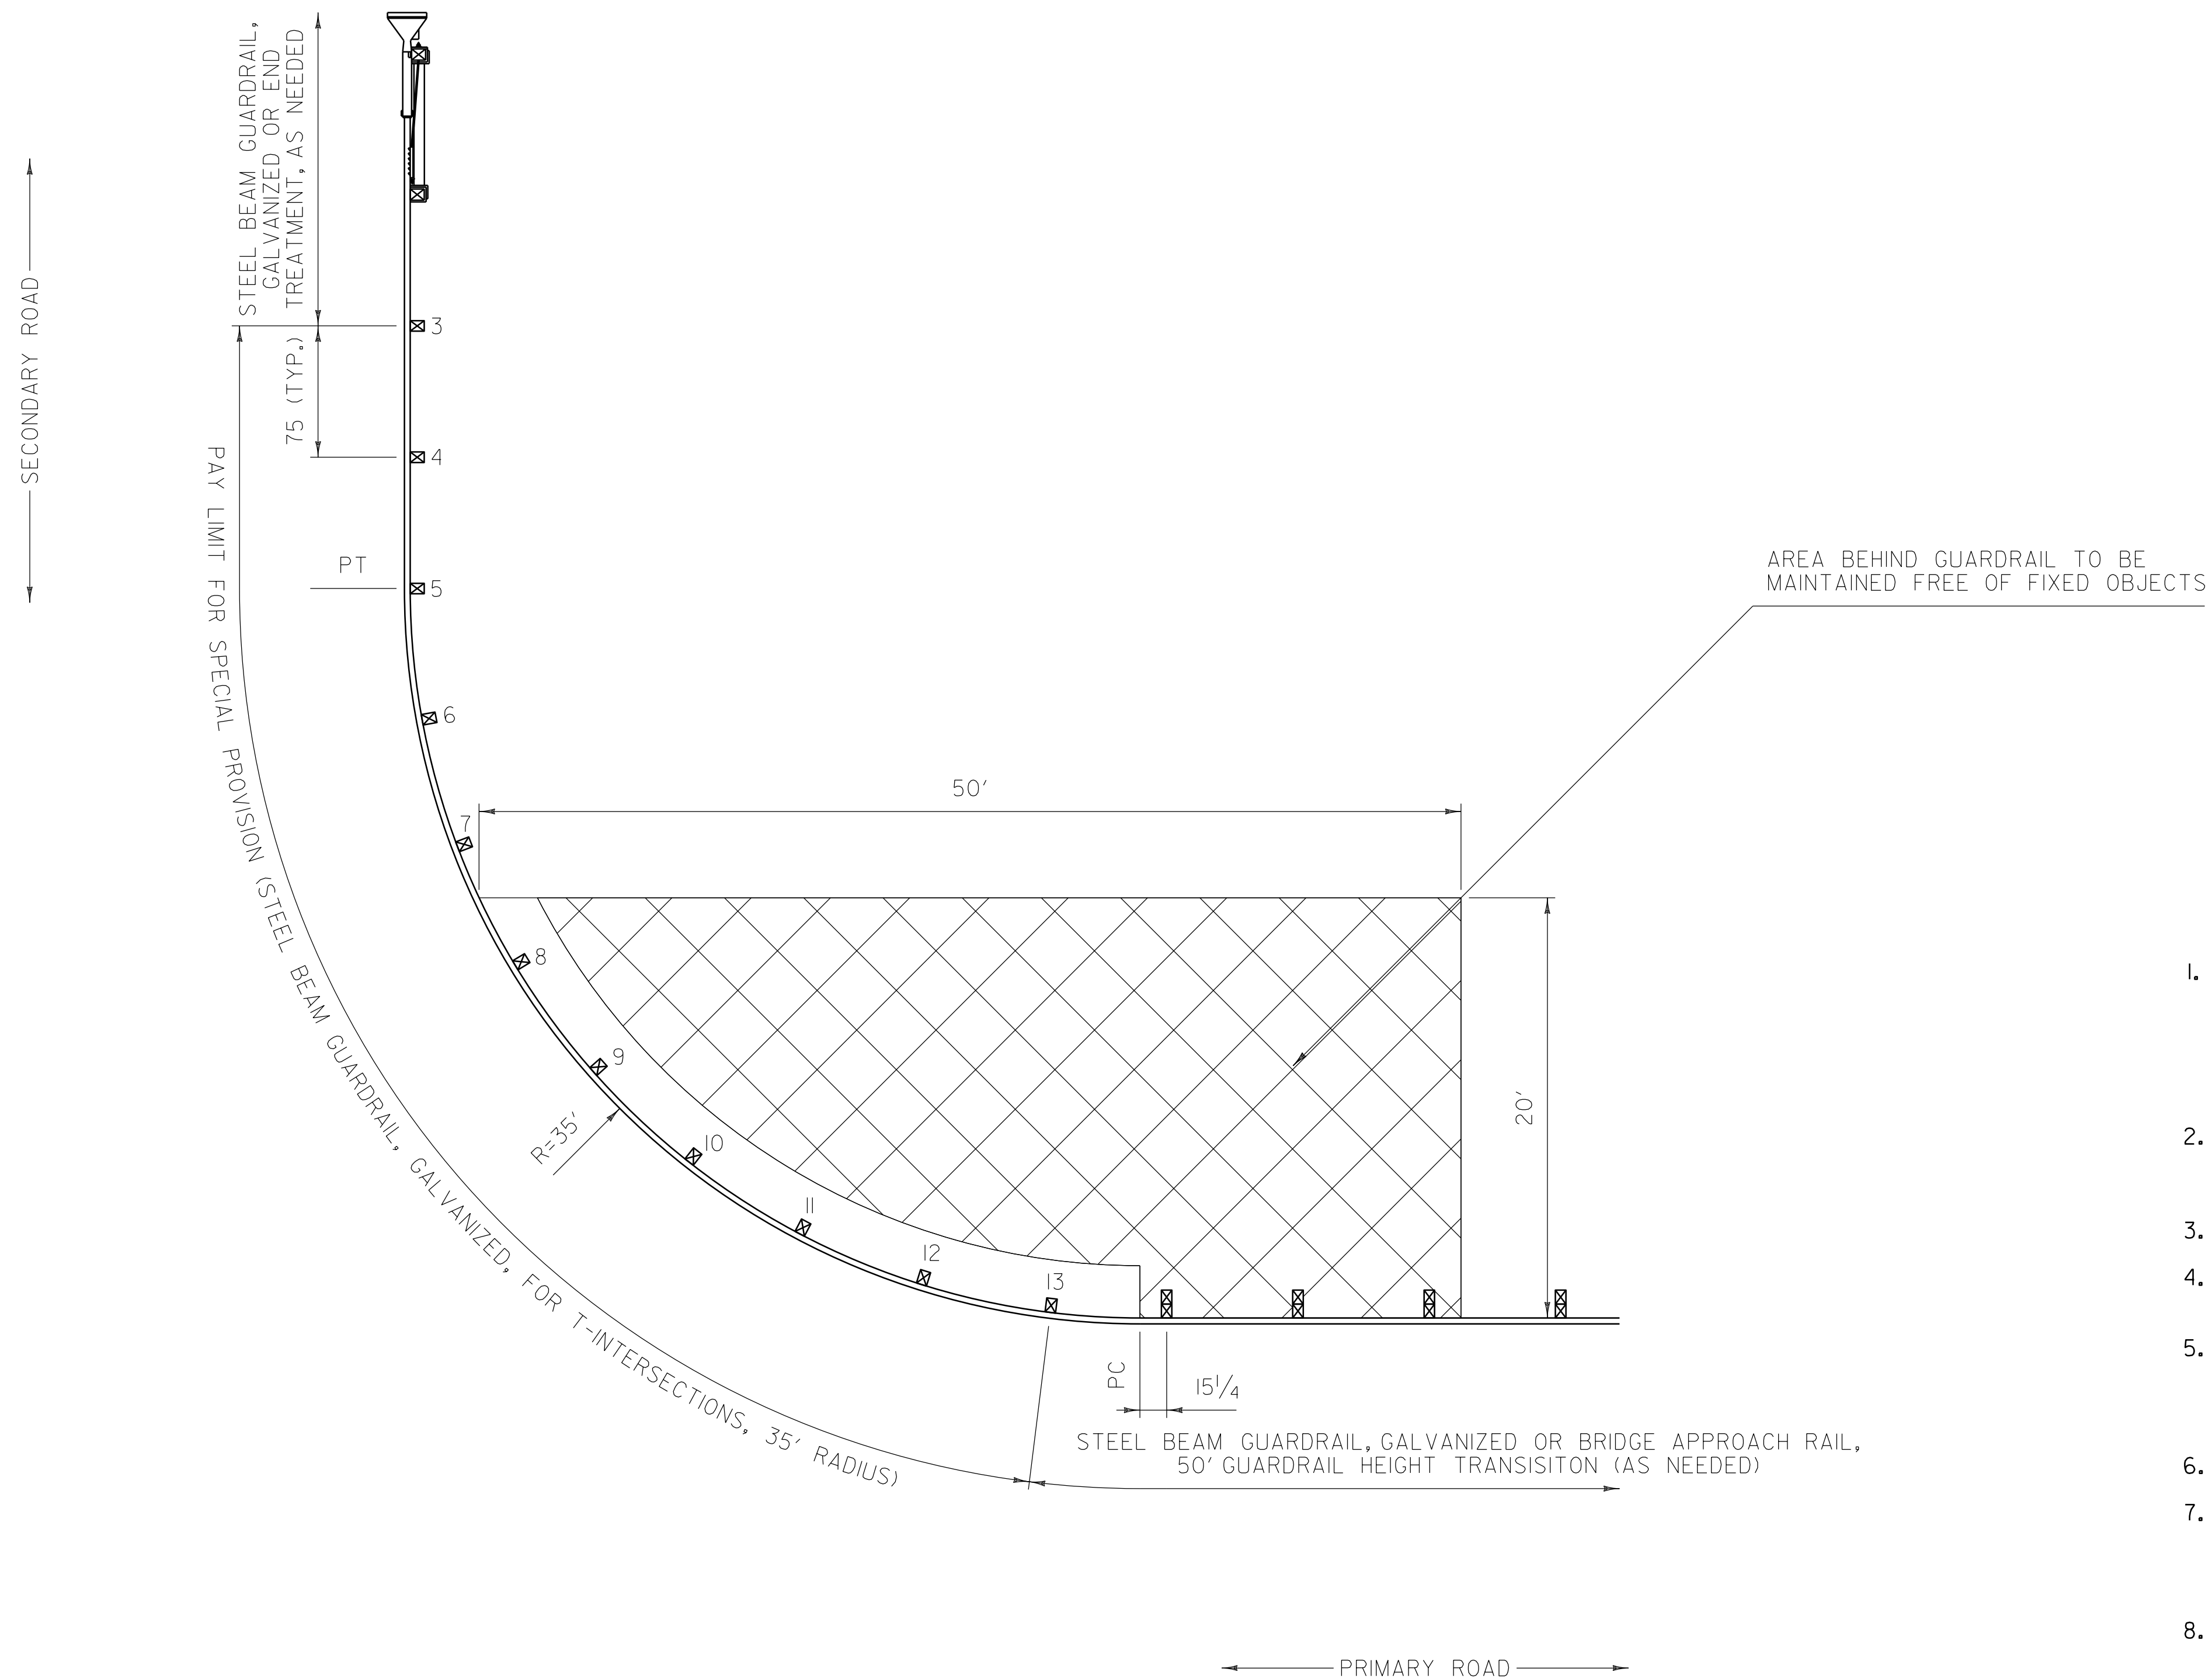 STEEL BEAM GUARDRAIL,
GALVANIZED OR END
TREATMENT, AS NEEDED
SECONDARY ROAD
3
75 (TYP.)
4
PT
5
PAY LIMIT FOR SPECIAL PROVISION (STEEL BEAM GUARDRAIL, GALVANIZED, FOR T-INTERSECTIONS, 35' RADIUS)
AREA BEHIND GUARDRAIL TO BE
MAINTAINED FREE OF FIXED OBJECTS
6
50'
7
8
9
R=35'
10
11
12
13
20'
PC
15 1/4
STEEL BEAM GUARDRAIL, GALVANIZED OR BRIDGE APPROACH RAIL,
50' GUARDRAIL HEIGHT TRANSISITON (AS NEEDED)
PRIMARY ROAD
1.
2.
3.
4.
5.
6.
7.
8.